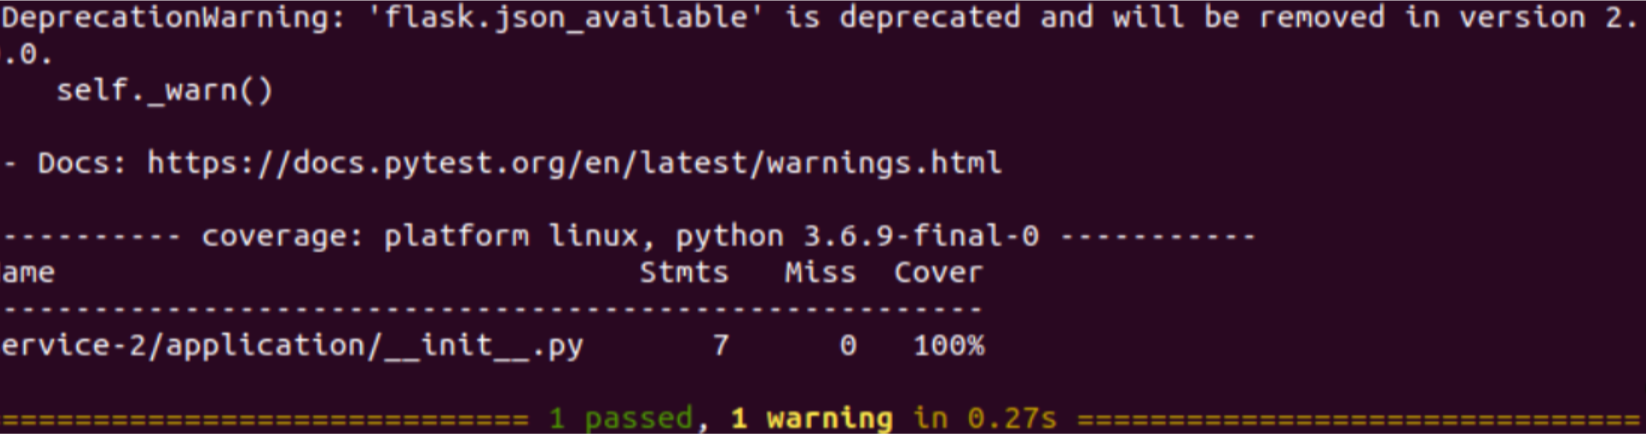 DeprecationWarning: 'flask.json_available' is deprecated and will be removed in version 2.
.0.
    self._warn()

- Docs: https://docs.pytest.org/en/latest/warnings.html

---------- coverage: platform linux, python 3.6.9-final-0 -----------
ame                                Stmts   Miss  Cover
------------------------------------------------------
ervice-2/application/__init__.py       7      0   100%

============================= 1 passed, 1 warning in 0.27s ===============================